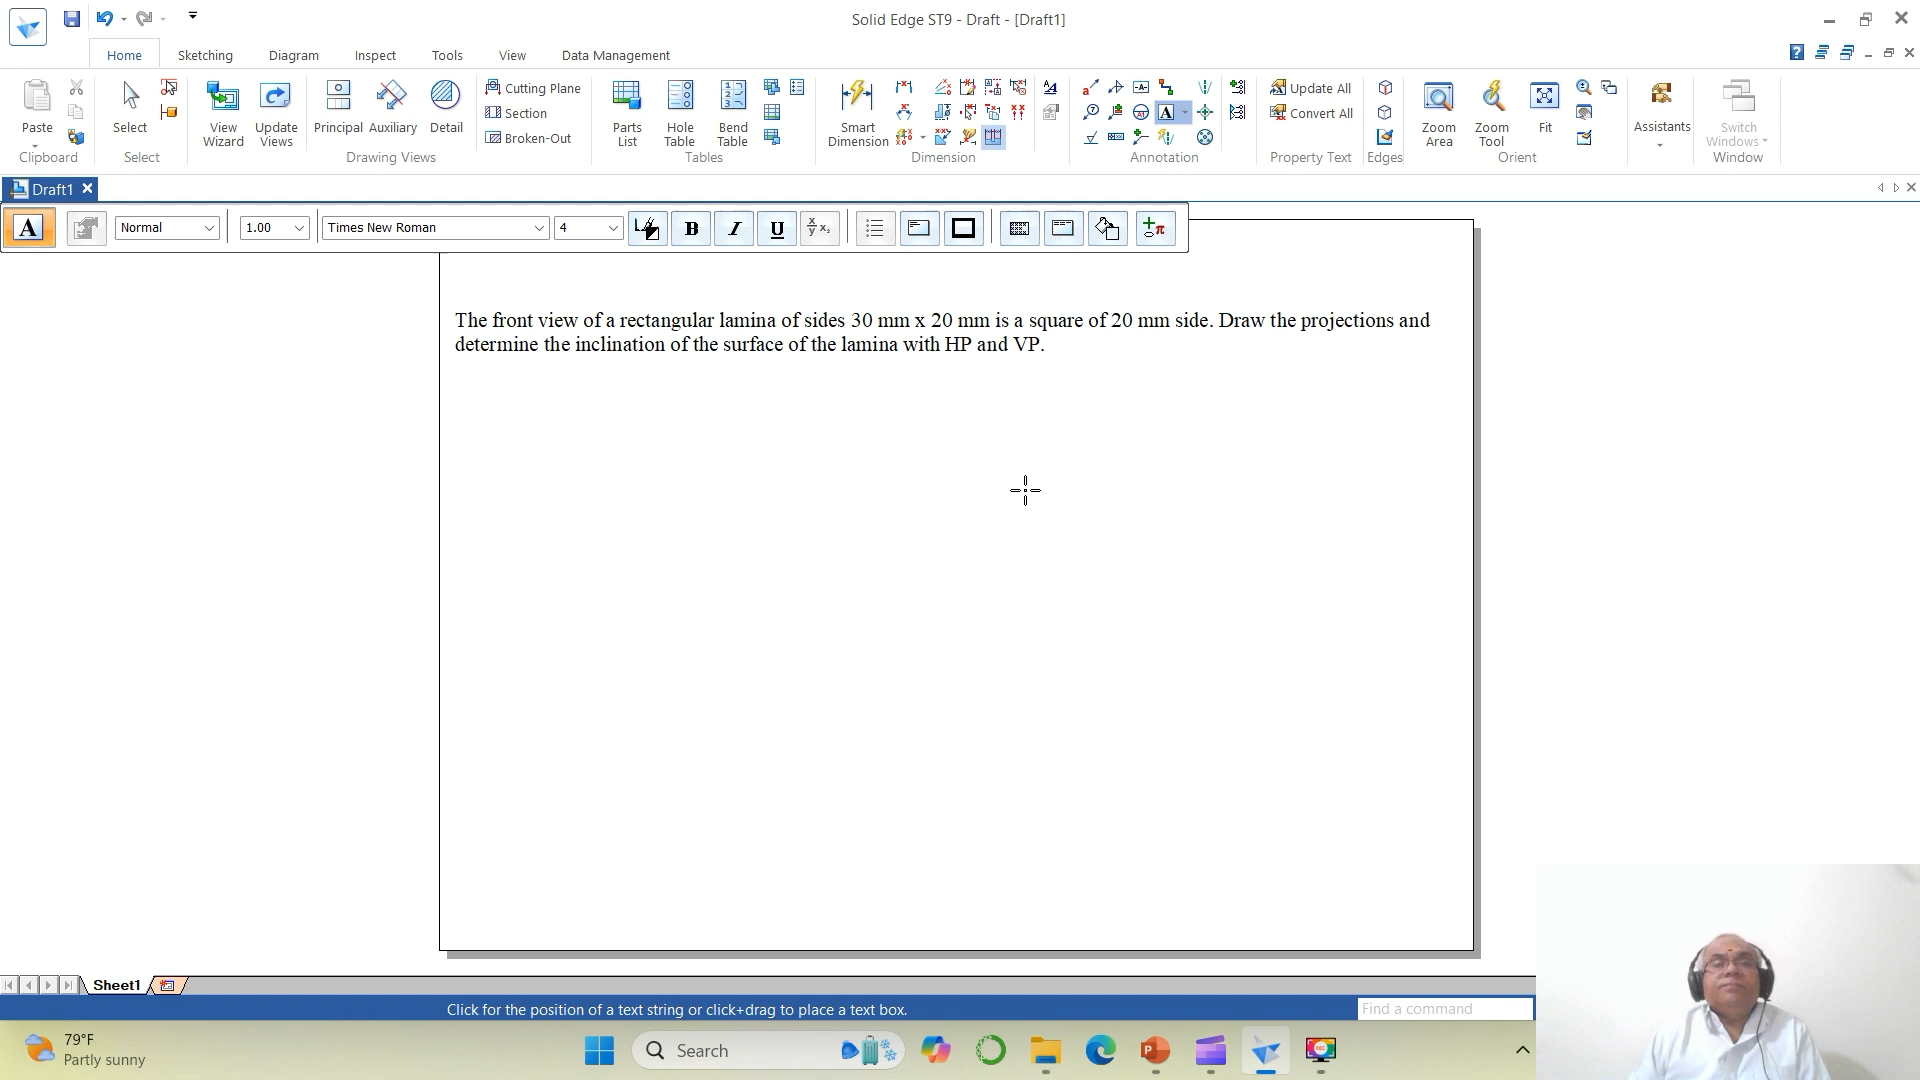 Solid Edge ST9 - Draft - [Draft1]
Home Sketching Diagram Inspect Tools View Data Management
Paste
Clipboard
Select
Select
View Wizard
Update Views
Principal
Auxiliary
Detail
Drawing Views
Cutting Plane
Section
Broken-Out
Parts List
Hole Table
Bend Table
Tables
Smart Dimension
Dimension
Annotation
Update All
Convert All
Property Text
Edges
Zoom Area
Zoom Tool
Fit
Orient
Assistants
Switch Windows
Window
Draft1
A Normal 1.00 Times New Roman 4 B I U
The front view of a rectangular lamina of sides 30 mm x 20 mm is a square of 20 mm side. Draw the projections and
determine the inclination of the surface of the lamina with HP and VP.
Sheet1
Click for the position of a text string or click+drag to place a text box.
Find a command
79°F
Partly sunny
Search